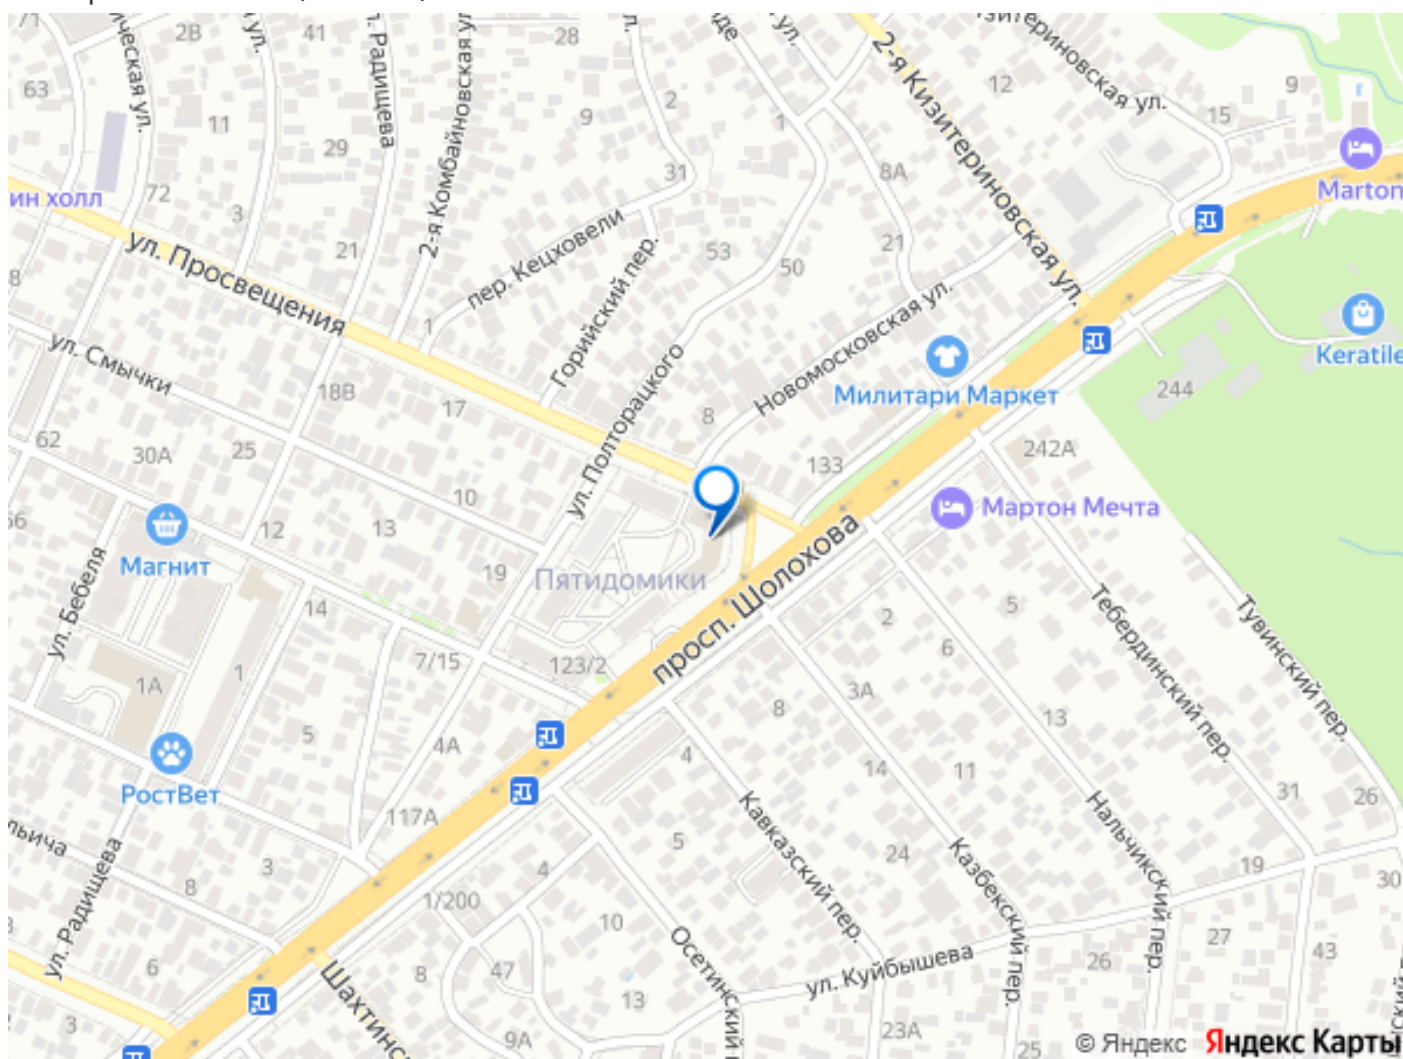 2В
41
28
2-я Кизитериновская ул.
12
9
63
ул. Радищева
2-я Комбайновская ул.
2
9
1
15
11
29
31
8А
Marton
ин холл
72
3
21
пер. Кецховели
Горийский пер.
53
50
21
ул. Просвещения
1
ул. Полторацкого
Новомосковская ул.
Keratile
ул. Смычки
18В
17
8
Милитари Маркет
244
62
30А
25
10
133
242А
Магнит
12
13
19
Пятидомики
просп. Шолохова
Мартон Мечта
ул. Бебеля
14
7/15
123/2
2
5
6
Тебердинский пер.
Тувинский пер.
1А
1
5
4А
8
3А
13
4
14
11
31
26
РостВет
117А
Кавказский пер.
Казбекский пер.
Нальчикский пер.
5
24
19
30
3
8
4
1/200
ул. Радищева
10
Осетинский
ул. Куйбышева
27
43
26
6
8
47
13
3
9А
23А
25
© Яндекс Яндекс Карты